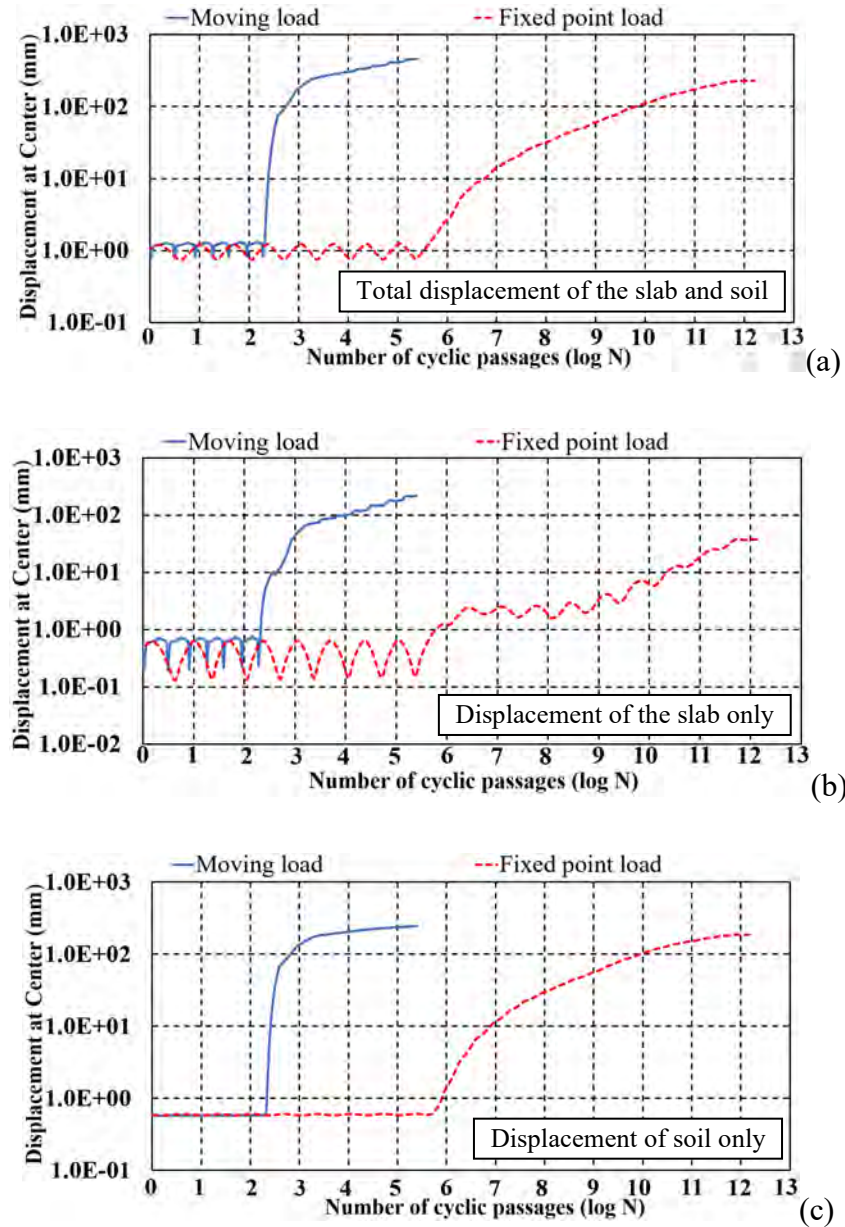 Moving load Fixed point load
1.0E+03
1.0E+02
1.0E+01
1.0E+00
1.0E-01
Displacement at Center (mm)
Total displacement of the slab and soil
0 1 2 3 4 5 6 7 8 9 10 11 12 13
Number of cyclic passages (log N)
(a)
Moving load Fixed point load
1.0E+03
1.0E+02
1.0E+01
1.0E+00
1.0E-01
1.0E-02
Displacement at Center (mm)
Displacement of the slab only
0 1 2 3 4 5 6 7 8 9 10 11 12 13
Number of cyclic passages (log N)
(b)
Moving load Fixed point load
1.0E+03
1.0E+02
1.0E+01
1.0E+00
1.0E-01
Displacement at Center (mm)
Displacement of soil only
0 1 2 3 4 5 6 7 8 9 10 11 12 13
Number of cyclic passages (log N)
(c)